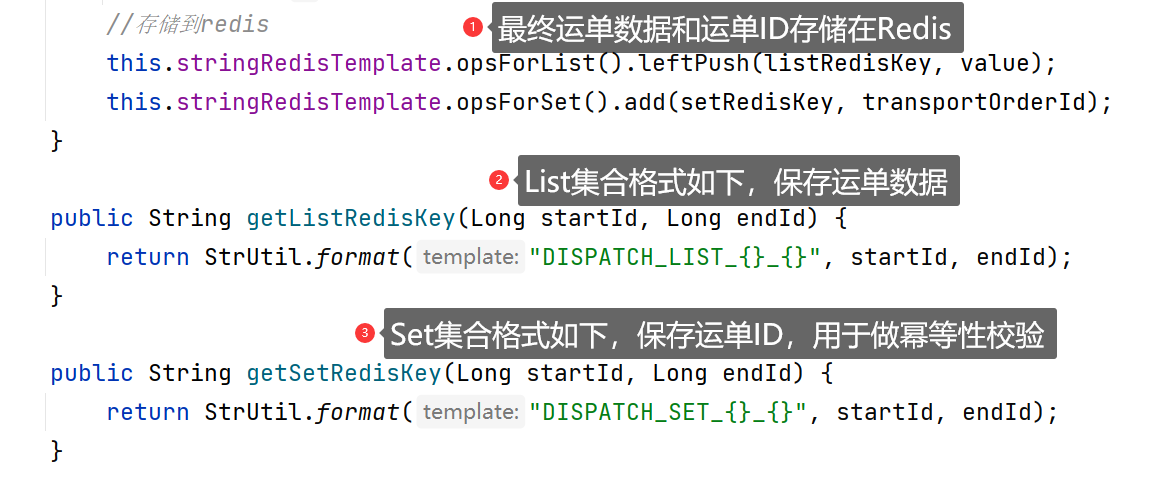 //存储到redis
1 最终运单数据和运单ID存储在Redis
this.stringRedisTemplate.opsForList().leftPush(listRedisKey, value);
this.stringRedisTemplate.opsForSet().add(setRedisKey, transportOrderId);
}
2 List集合格式如下，保存运单数据
public String getListRedisKey(Long startId, Long endId) {
return StrUtil.format( template: "DISPATCH_LIST_{}_{}", startId, endId);
}
3 Set集合格式如下，保存运单ID，用于做幂等性校验
public String getSetRedisKey(Long startId, Long endId) {
return StrUtil.format( template: "DISPATCH_SET_{}_{}", startId, endId);
}